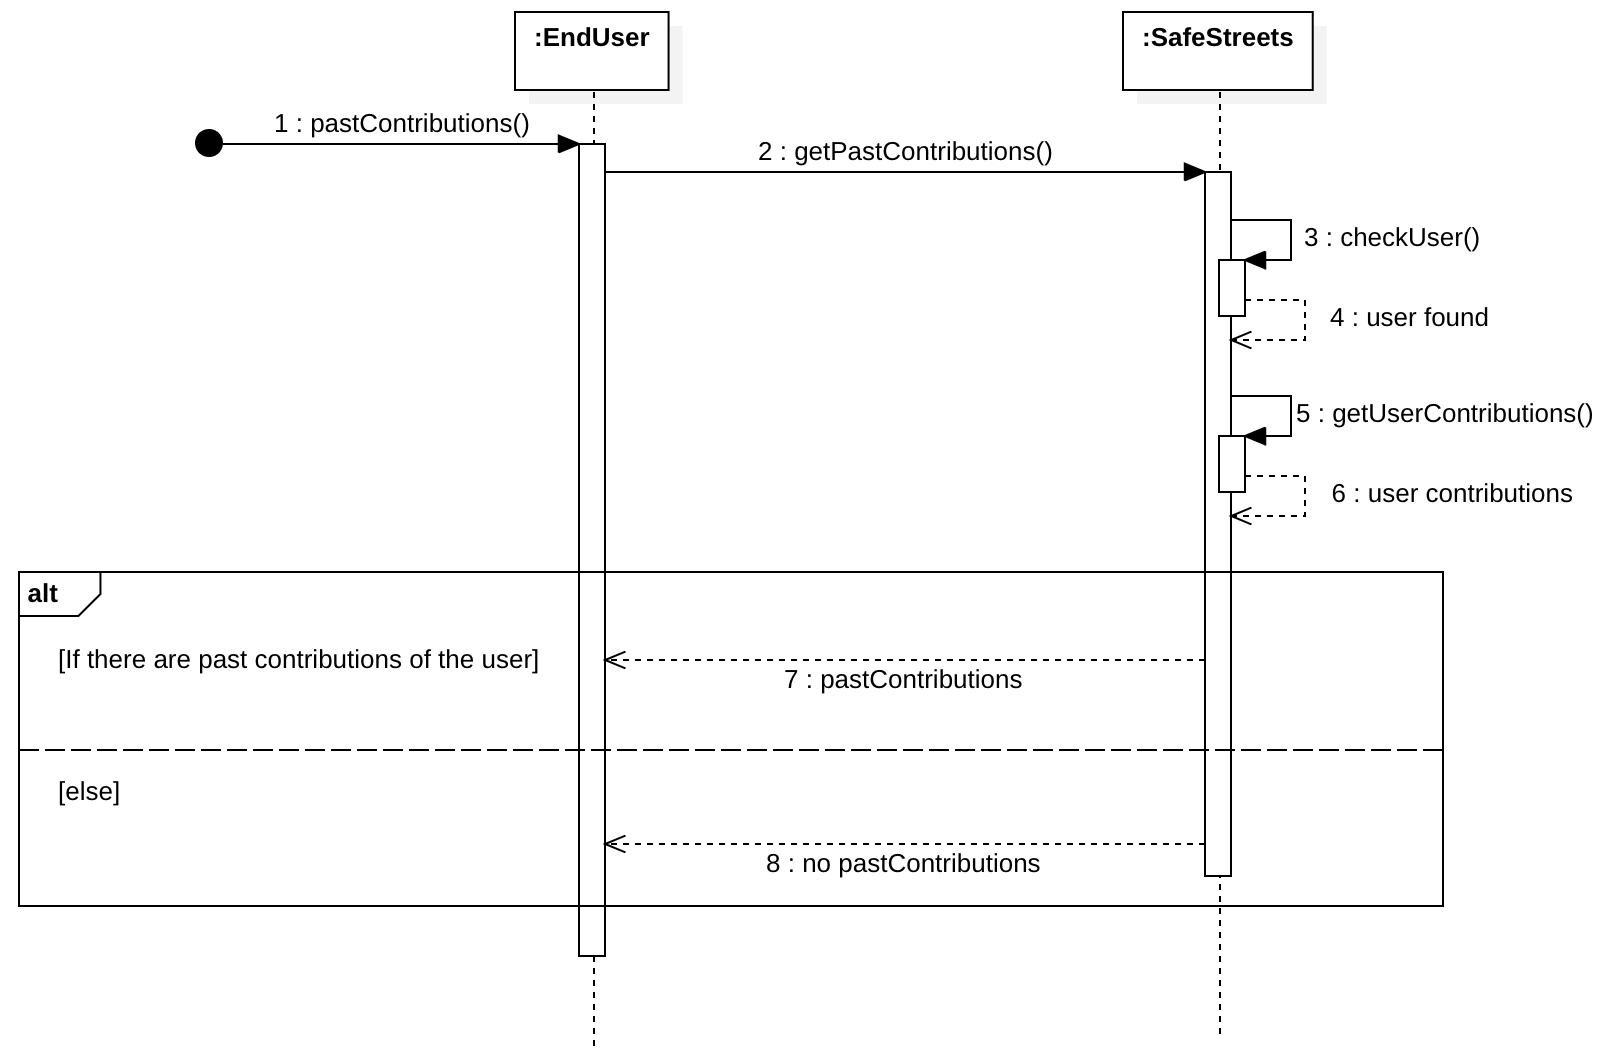 :EndUser
:SafeStreets
1 : pastContributions()
2 : getPastContributions()
3 : checkUser()
4 : user found
5 : getUserContributions()
6 : user contributions
alt
[If there are past contributions of the user]
7 : pastContributions
[else]
8 : no pastContributions